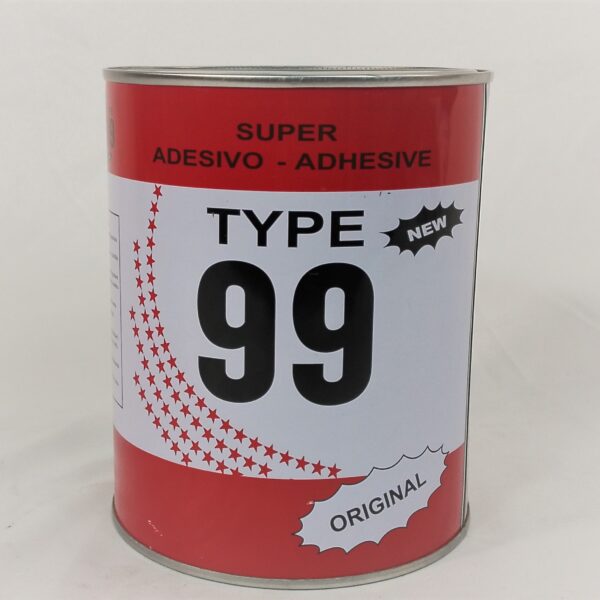 SUPER
ADESIVO - ADHESIVE
TYPE
NEW
99
ORIGINAL